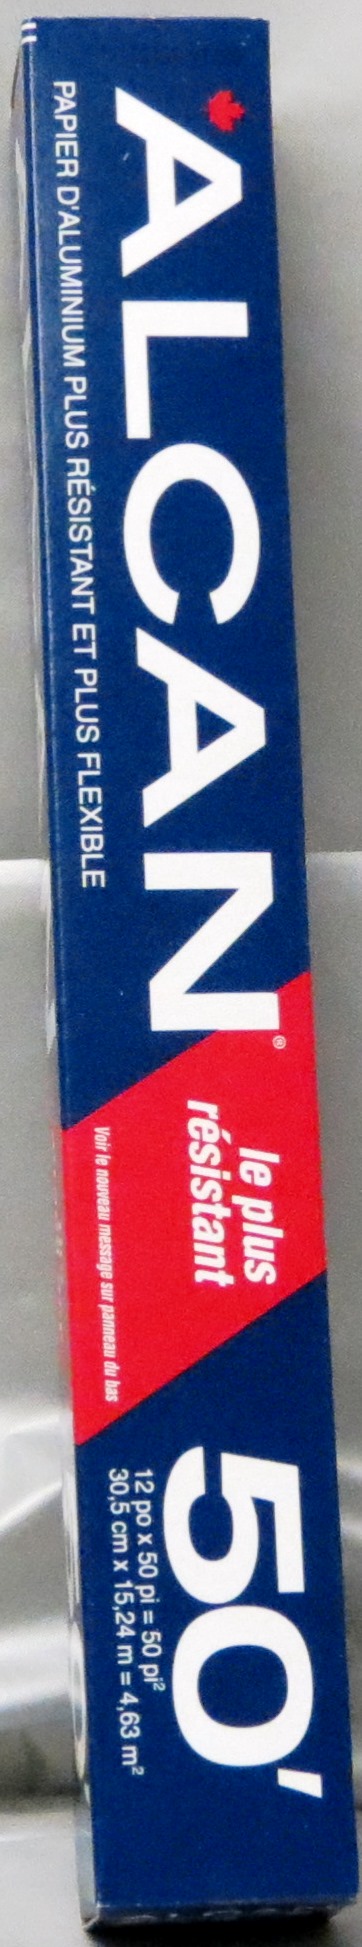 ALCAN®
PAPIER D'ALUMINIUM PLUS RÉSISTANT ET PLUS FLEXIBLE
le plus
résistant
Voir le nouveau message sur panneau du bas
50'
12 po x 50 pi = 50 pi²
30,5 cm x 15,24 m = 4,63 m²